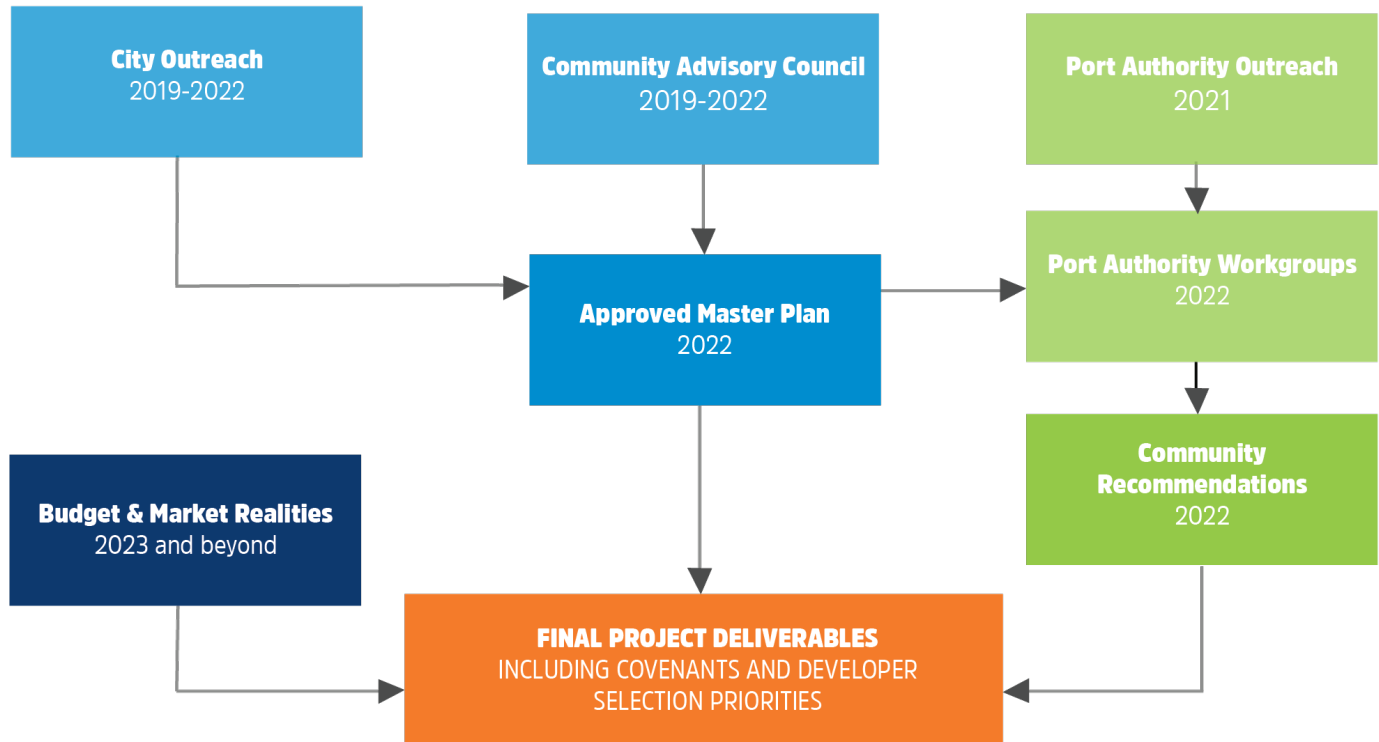 City Outreach
2019-2022
Community Advisory Council
2019-2022
Port Authority Outreach
2021
Approved Master Plan
2022
Port Authority Workgroups
2022
Budget & Market Realities
2023 and beyond
Community
Recommendations
2022
FINAL PROJECT DELIVERABLES
INCLUDING COVENANTS AND DEVELOPER
SELECTION PRIORITIES